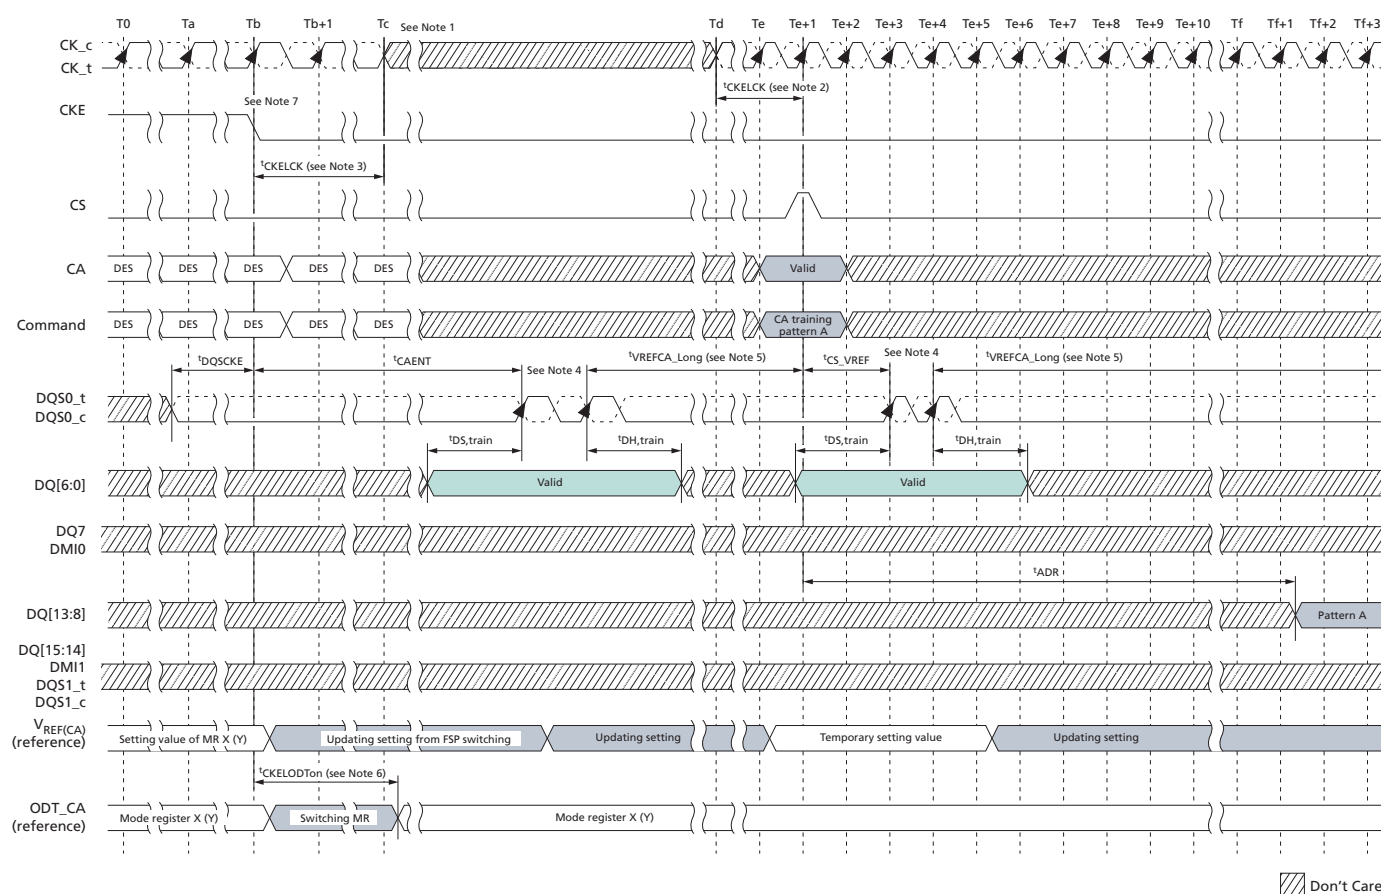 T0 Ta Tb Tb+1 Tc Td Te Te+1 Te+2 Te+3 Te+4 Te+5 Te+6 Te+7 Te+8 Te+9 Te+10 Tf Tf+1 Tf+2 Tf+3
See Note 1
CK_c
CK_t
tCKELCK (see Note 2)
See Note 7
CKE
tCKELCK (see Note 3)
CS
CA DES DES DES DES DES Valid
Command DES DES DES DES DES CA training pattern A
tDQSCKE tCAENT See Note 4 tVREFCA_Long (see Note 5) tCS_VREF See Note 4 tVREFCA_Long (see Note 5)
DQS0_t
DQS0_c
tDS,train tDH,train tDS,train tDH,train
DQ[6:0] Valid Valid
DQ7
DMI0
tADR
DQ[13:8] Pattern A
DQ[15:14]
DMI1
DQS1_t
DQS1_c
VREF(CA)
(reference)
Setting value of MR X (Y) Updating setting from FSP switching Updating setting Temporary setting value Updating setting
tCKELODTon (see Note 6)
ODT_CA
(reference)
Mode register X (Y) Switching MR Mode register X (Y)
Don't Care